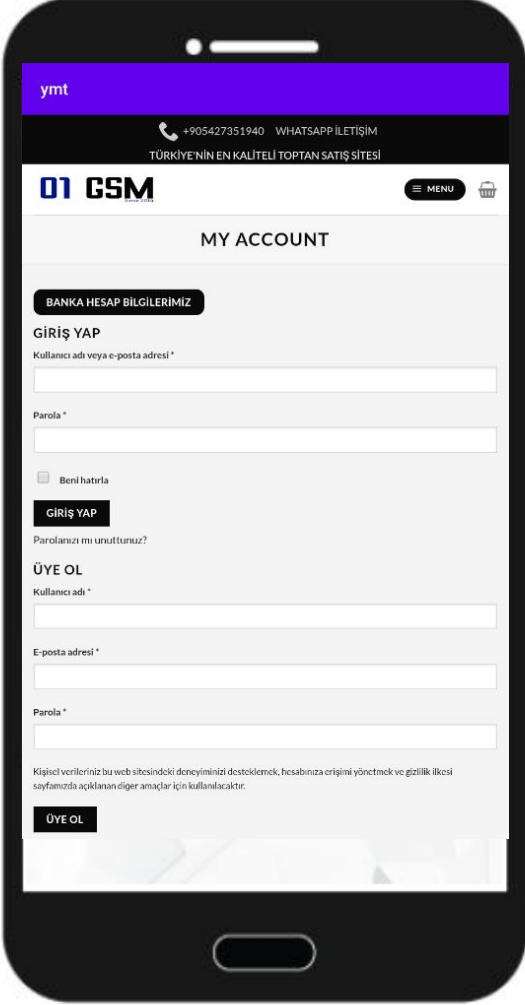 ymt
+905427351940 WHATSAPP İLETİŞİM
TÜRKİYE'NİN EN KALİTELİ TOPTAN SATIŞ SİTESİ
01 GSM
Since 2016
MENU
MY ACCOUNT
BANKA HESAP BİLGİLERİMİZ
GİRİŞ YAP
Kullanıcı adı veya e-posta adresi *
Parola *
Beni hatırla
GİRİŞ YAP
Parolanızı mı unuttunuz?
ÜYE OL
Kullanıcı adı *
E-posta adresi *
Parola *
Kişisel verileriniz bu web sitesindeki deneyiminizi desteklemek, hesabınıza erişimi yönetmek ve gizlilik ilkesi
sayfamızda açıklanan diğer amaçlar için kullanılacaktır.
ÜYE OL